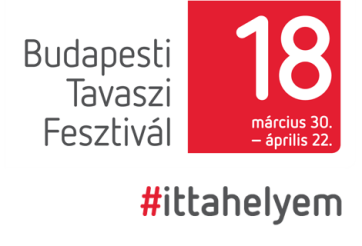 Budapesti
Tavaszi
Fesztivál
18
március 30.
– április 22.
#ittahelyem